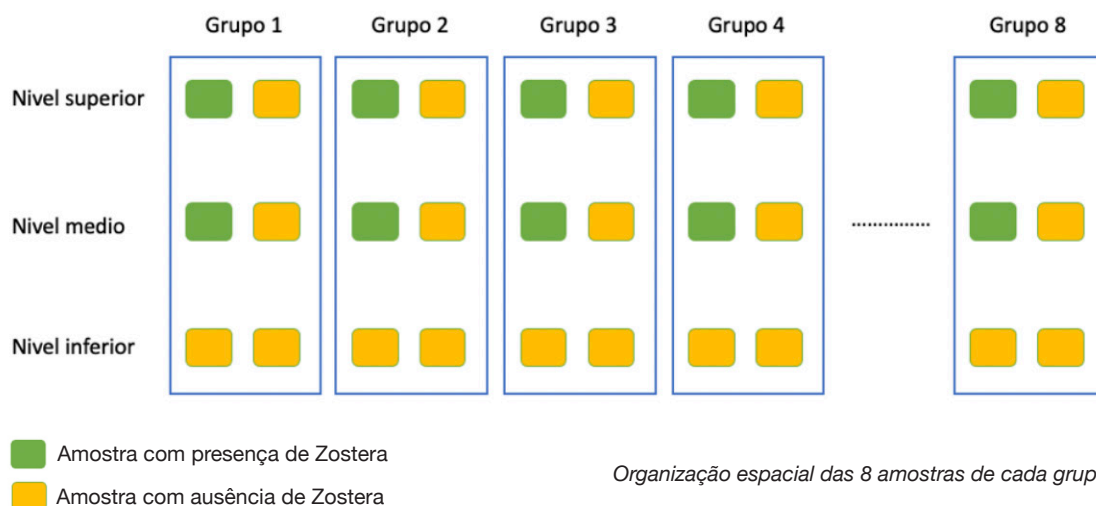 Grupo 1 Grupo 2 Grupo 3 Grupo 4 Grupo 8
Nivel superior
Nivel medio
...............
Nivel inferior
Amostra com presença de Zostera
Amostra com ausência de Zostera
Organização espacial das 8 amostras de cada grup